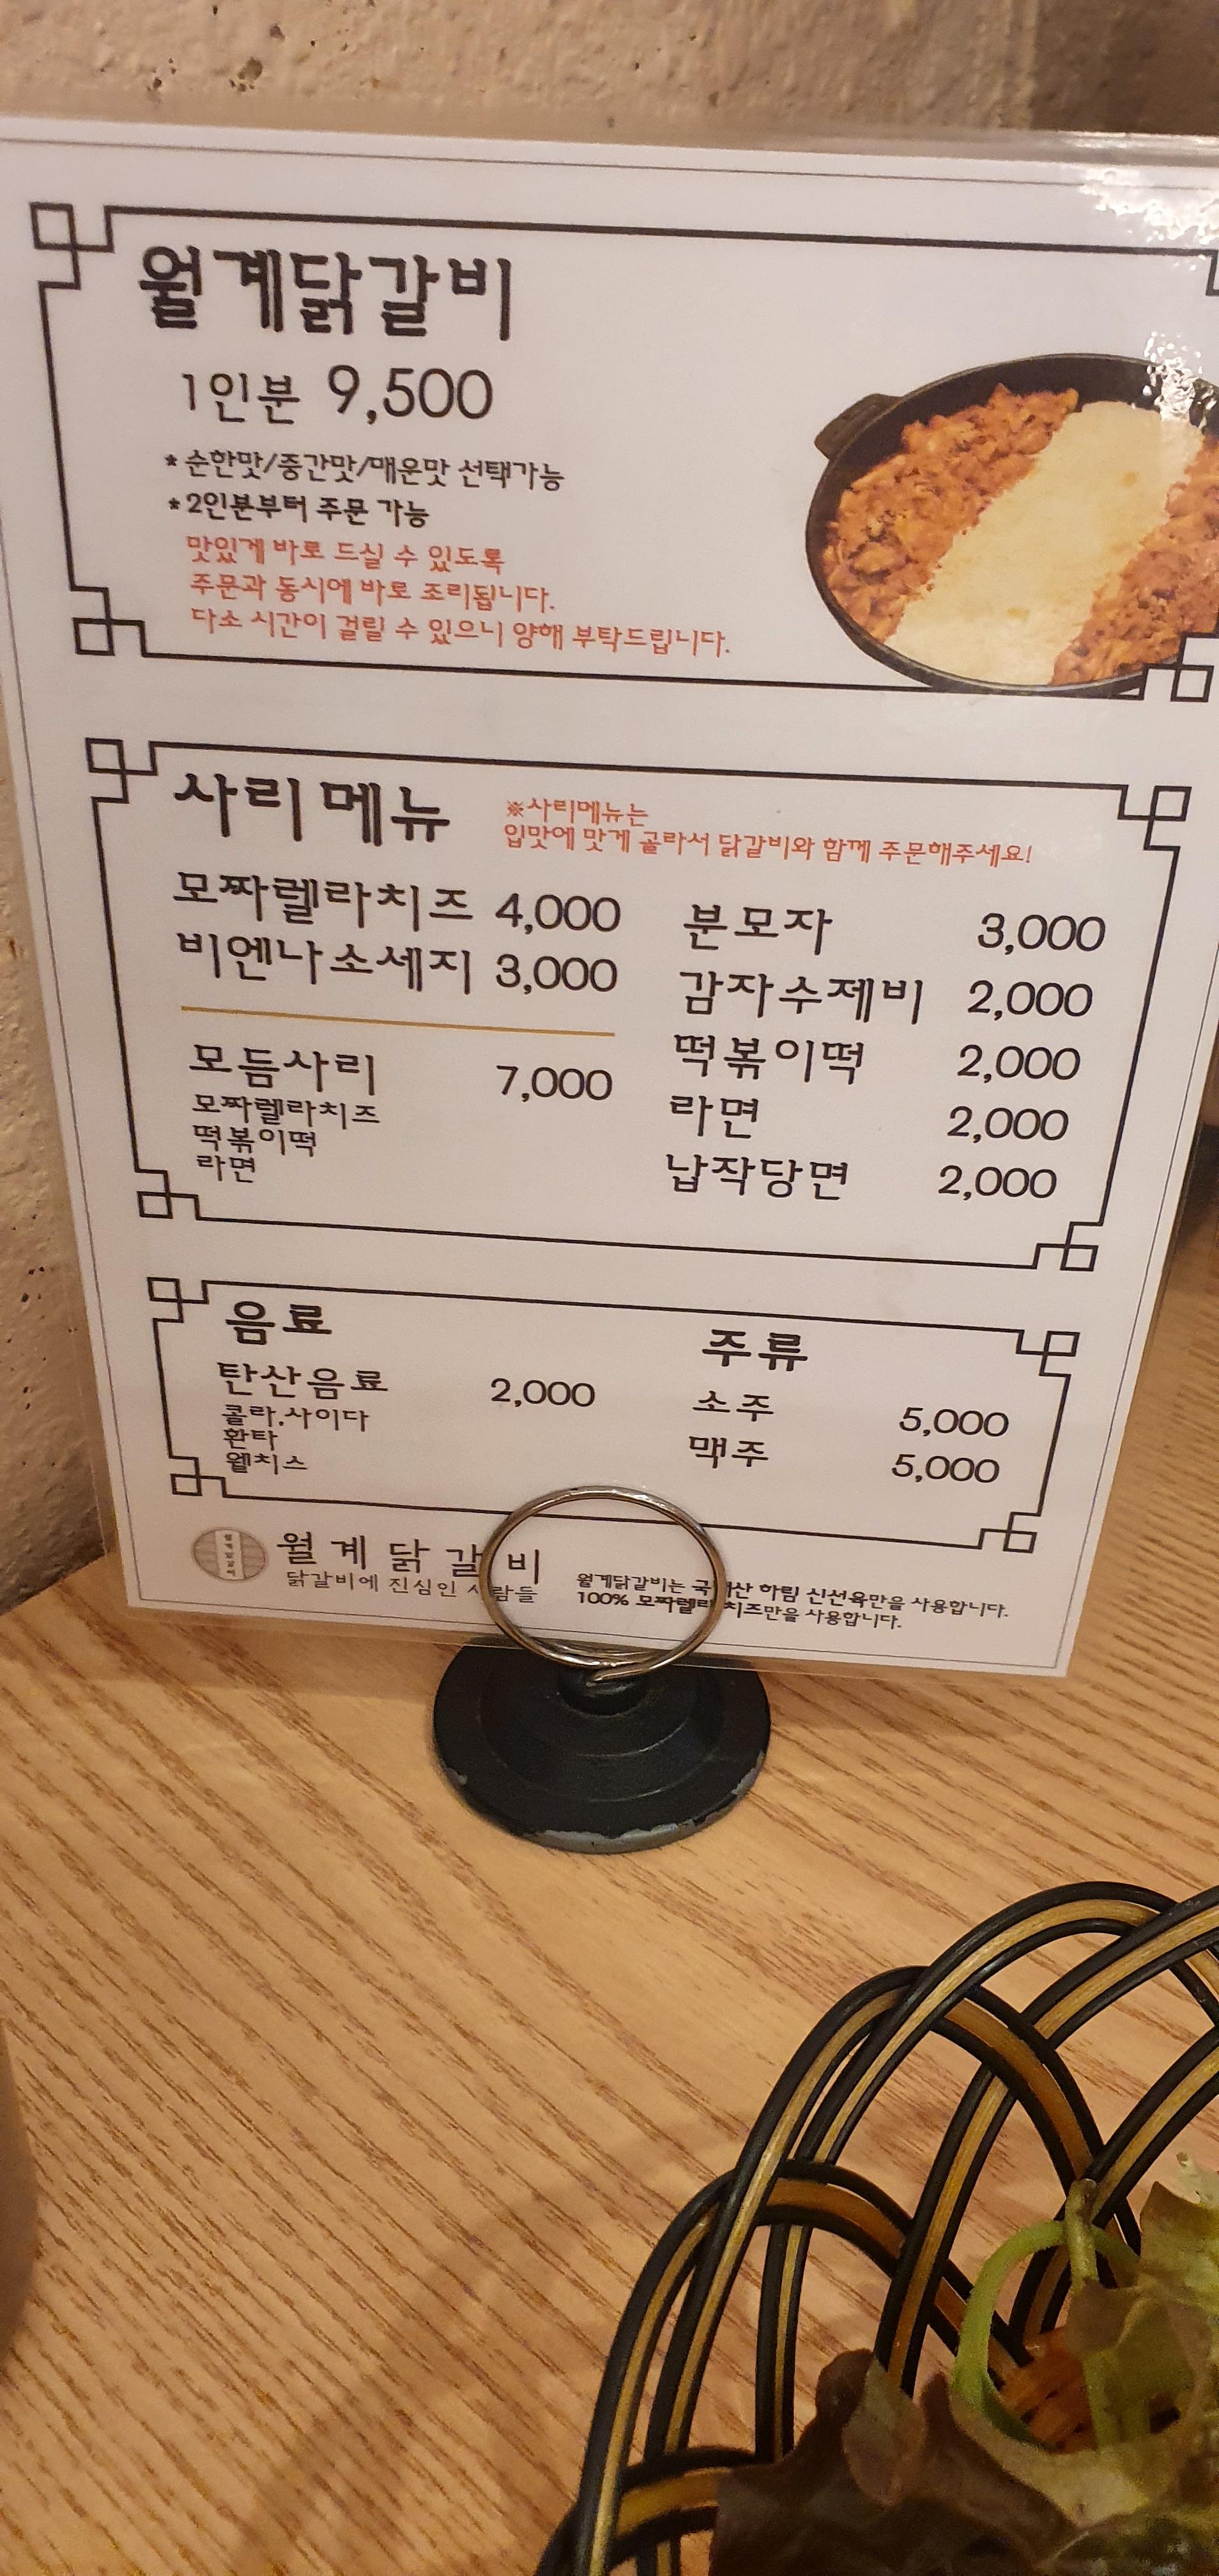 월계닭갈비
1인분 9,500
* 순한맛/중간맛/매운맛 선택가능
* 2인분부터 주문 가능
맛있게 바로 드실 수 있도록
주문과 동시에 바로 조리됩니다.
다소 시간이 걸릴 수 있으니 양해 부탁드립니다.
사리메뉴
※사리메뉴는
입맛에 맞게 골라서 닭갈비와 함께 주문해주세요!
모짜렐라치즈 4,000
비엔나소세지 3,000
모듬사리 7,000
모짜렐라치즈
떡볶이떡
라면
분모자 3,000
감자수제비 2,000
떡볶이떡 2,000
라면 2,000
납작당면 2,000
음료
탄산음료 2,000
콜라,사이다
환타
웰치스
주류
소주 5,000
맥주 5,000
월계닭갈비
월계닭갈비
닭갈비에 진심인 사람들
월계닭갈비는 국내산 하림 신선육만을 사용합니다.
100% 모짜렐라치즈만을 사용합니다.